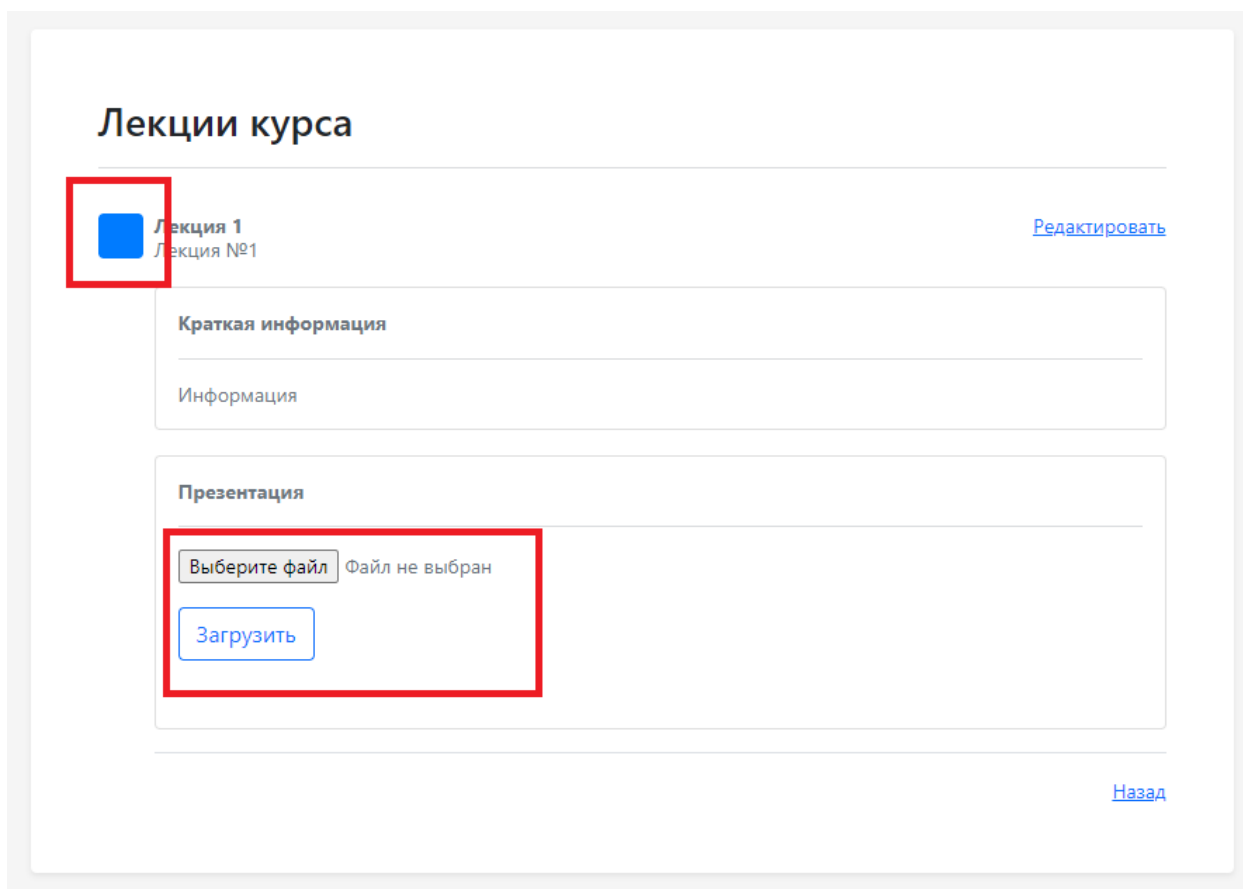 Лекции курса
Лекция 1
Редактировать
Лекция №1
Краткая информация
Информация
Презентация
Выберите файл Файл не выбран
Загрузить
Назад